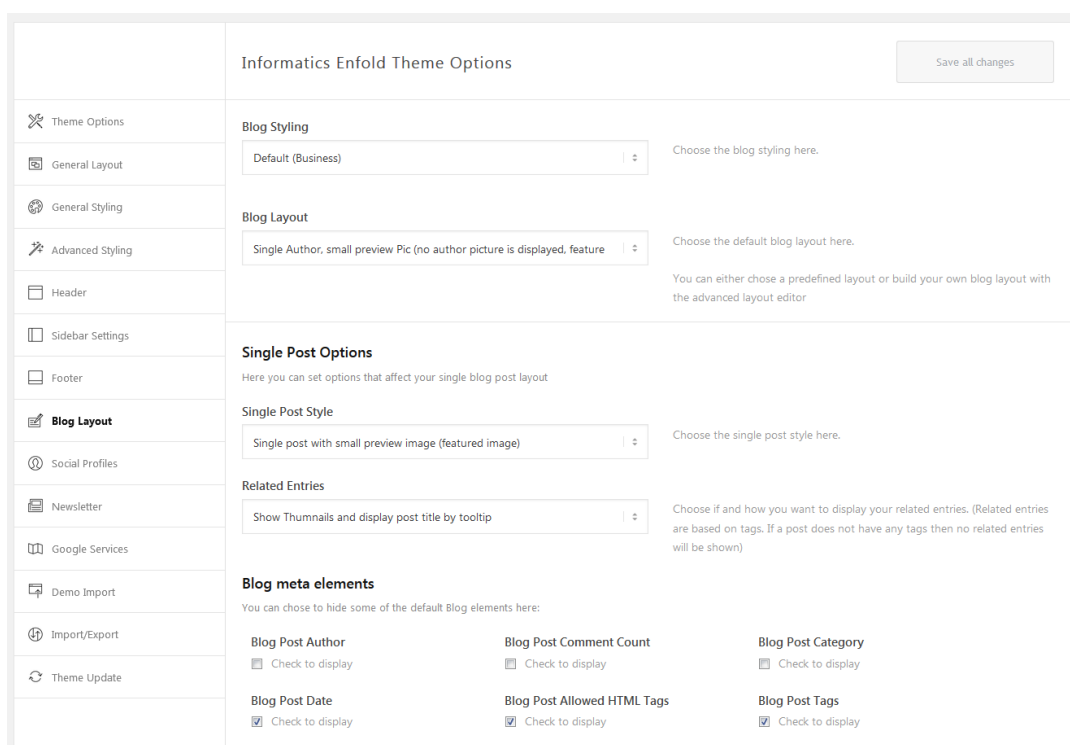 Informatics Enfold Theme Options
Save all changes
Theme Options
General Layout
General Styling
Advanced Styling
Header
Sidebar Settings
Footer
Blog Layout
Social Profiles
Newsletter
Google Services
Demo Import
Import/Export
Theme Update
Blog Styling
Default (Business)
Choose the blog styling here.
Blog Layout
Single Author, small preview Pic (no author picture is displayed, feature
Choose the default blog layout here.
You can either chose a predefined layout or build your own blog layout with
the advanced layout editor
Single Post Options
Here you can set options that affect your single blog post layout
Single Post Style
Single post with small preview image (featured image)
Choose the single post style here.
Related Entries
Show Thumnails and display post title by tooltip
Choose if and how you want to display your related entries. (Related entries
are based on tags. If a post does not have any tags then no related entries
will be shown)
Blog meta elements
You can chose to hide some of the default Blog elements here:
Blog Post Author
Check to display
Blog Post Comment Count
Check to display
Blog Post Category
Check to display
Blog Post Date
Check to display
Blog Post Allowed HTML Tags
Check to display
Blog Post Tags
Check to display